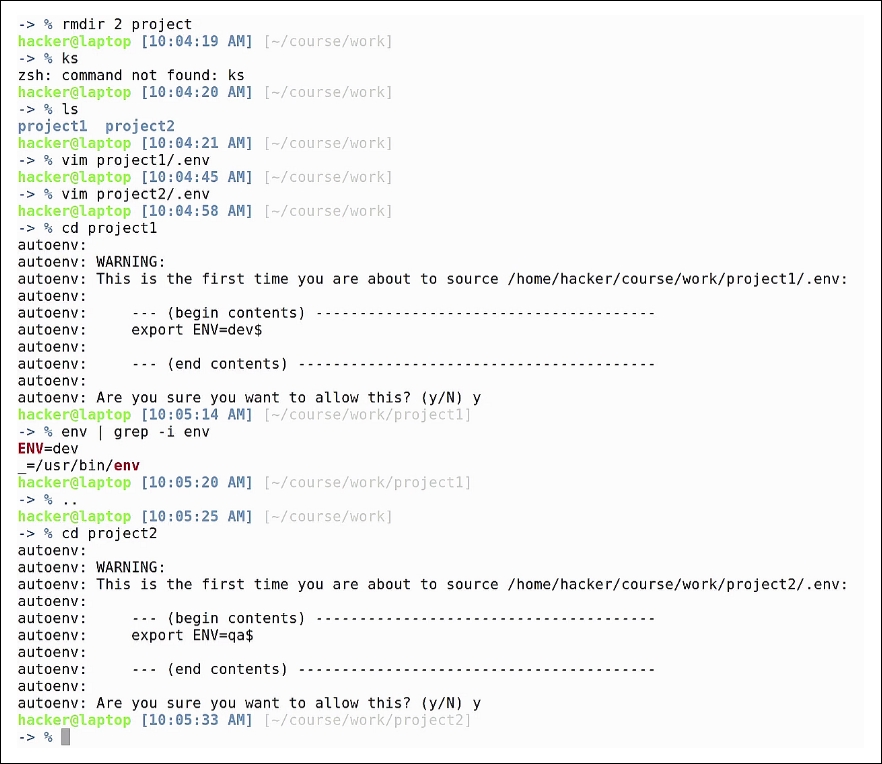 -> % rmdir 2 project
hacker@laptop [10:04:19 AM] [~/course/work]
-> % ks
zsh: command not found: ks
hacker@laptop [10:04:20 AM] [~/course/work]
-> % ls
project1  project2
hacker@laptop [10:04:21 AM] [~/course/work]
-> % vim project1/.env
hacker@laptop [10:04:45 AM] [~/course/work]
-> % vim project2/.env
hacker@laptop [10:04:58 AM] [~/course/work]
-> % cd project1
autoenv:
autoenv: WARNING:
autoenv: This is the first time you are about to source /home/hacker/course/work/project1/.env:
autoenv:
autoenv:     --- (begin contents) ---------------------------------------
autoenv:     export ENV=dev$
autoenv:
autoenv:     --- (end contents) -----------------------------------------
autoenv:
autoenv: Are you sure you want to allow this? (y/N) y
hacker@laptop [10:05:14 AM] [~/course/work/project1]
-> % env | grep -i env
ENV=dev
_=/usr/bin/env
hacker@laptop [10:05:20 AM] [~/course/work/project1]
-> % ..
hacker@laptop [10:05:25 AM] [~/course/work]
-> % cd project2
autoenv:
autoenv: WARNING:
autoenv: This is the first time you are about to source /home/hacker/course/work/project2/.env:
autoenv:
autoenv:     --- (begin contents) ---------------------------------------
autoenv:     export ENV=qa$
autoenv:
autoenv:     --- (end contents) -----------------------------------------
autoenv:
autoenv: Are you sure you want to allow this? (y/N) y
hacker@laptop [10:05:33 AM] [~/course/work/project2]
-> %